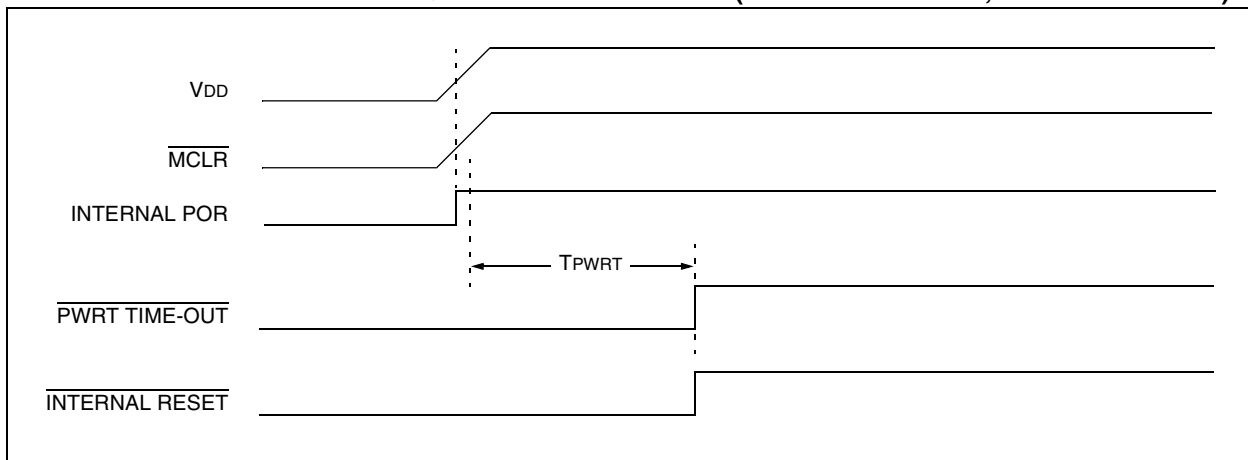 VDD
MCLR
INTERNAL POR
TPWRT
PWRT TIME-OUT
INTERNAL RESET